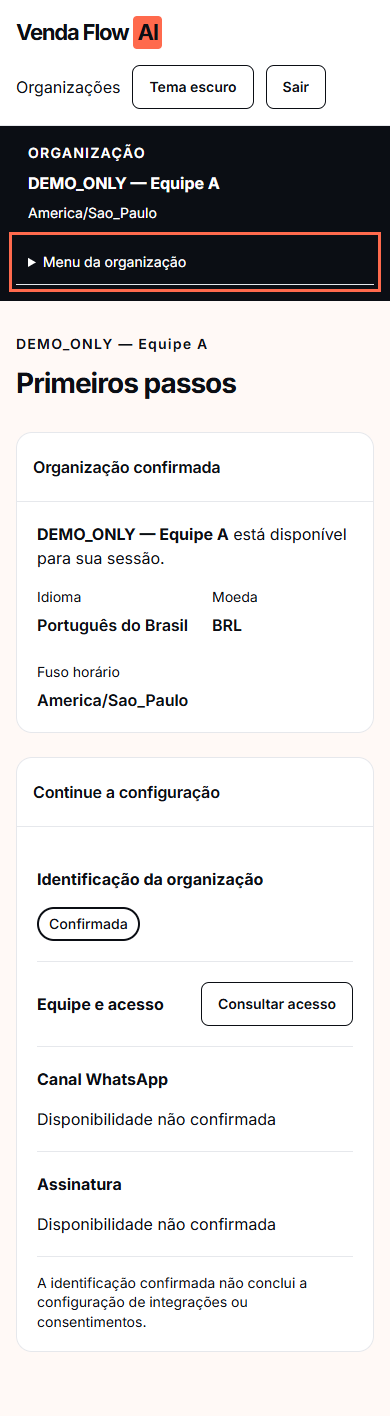 Venda Flow AI
Organizações
Tema escuro
Sair
ORGANIZAÇÃO
DEMO_ONLY — Equipe A
America/Sao_Paulo
Menu da organização
DEMO_ONLY — Equipe A
Primeiros passos
Organização confirmada
DEMO_ONLY — Equipe A está disponível
para sua sessão.
Idioma
Moeda
Português do Brasil
BRL
Fuso horário
America/Sao_Paulo
Continue a configuração
Identificação da organização
Confirmada
Equipe e acesso
Consultar acesso
Canal WhatsApp
Disponibilidade não confirmada
Assinatura
Disponibilidade não confirmada
A identificação confirmada não conclui a
configuração de integrações ou
consentimentos.